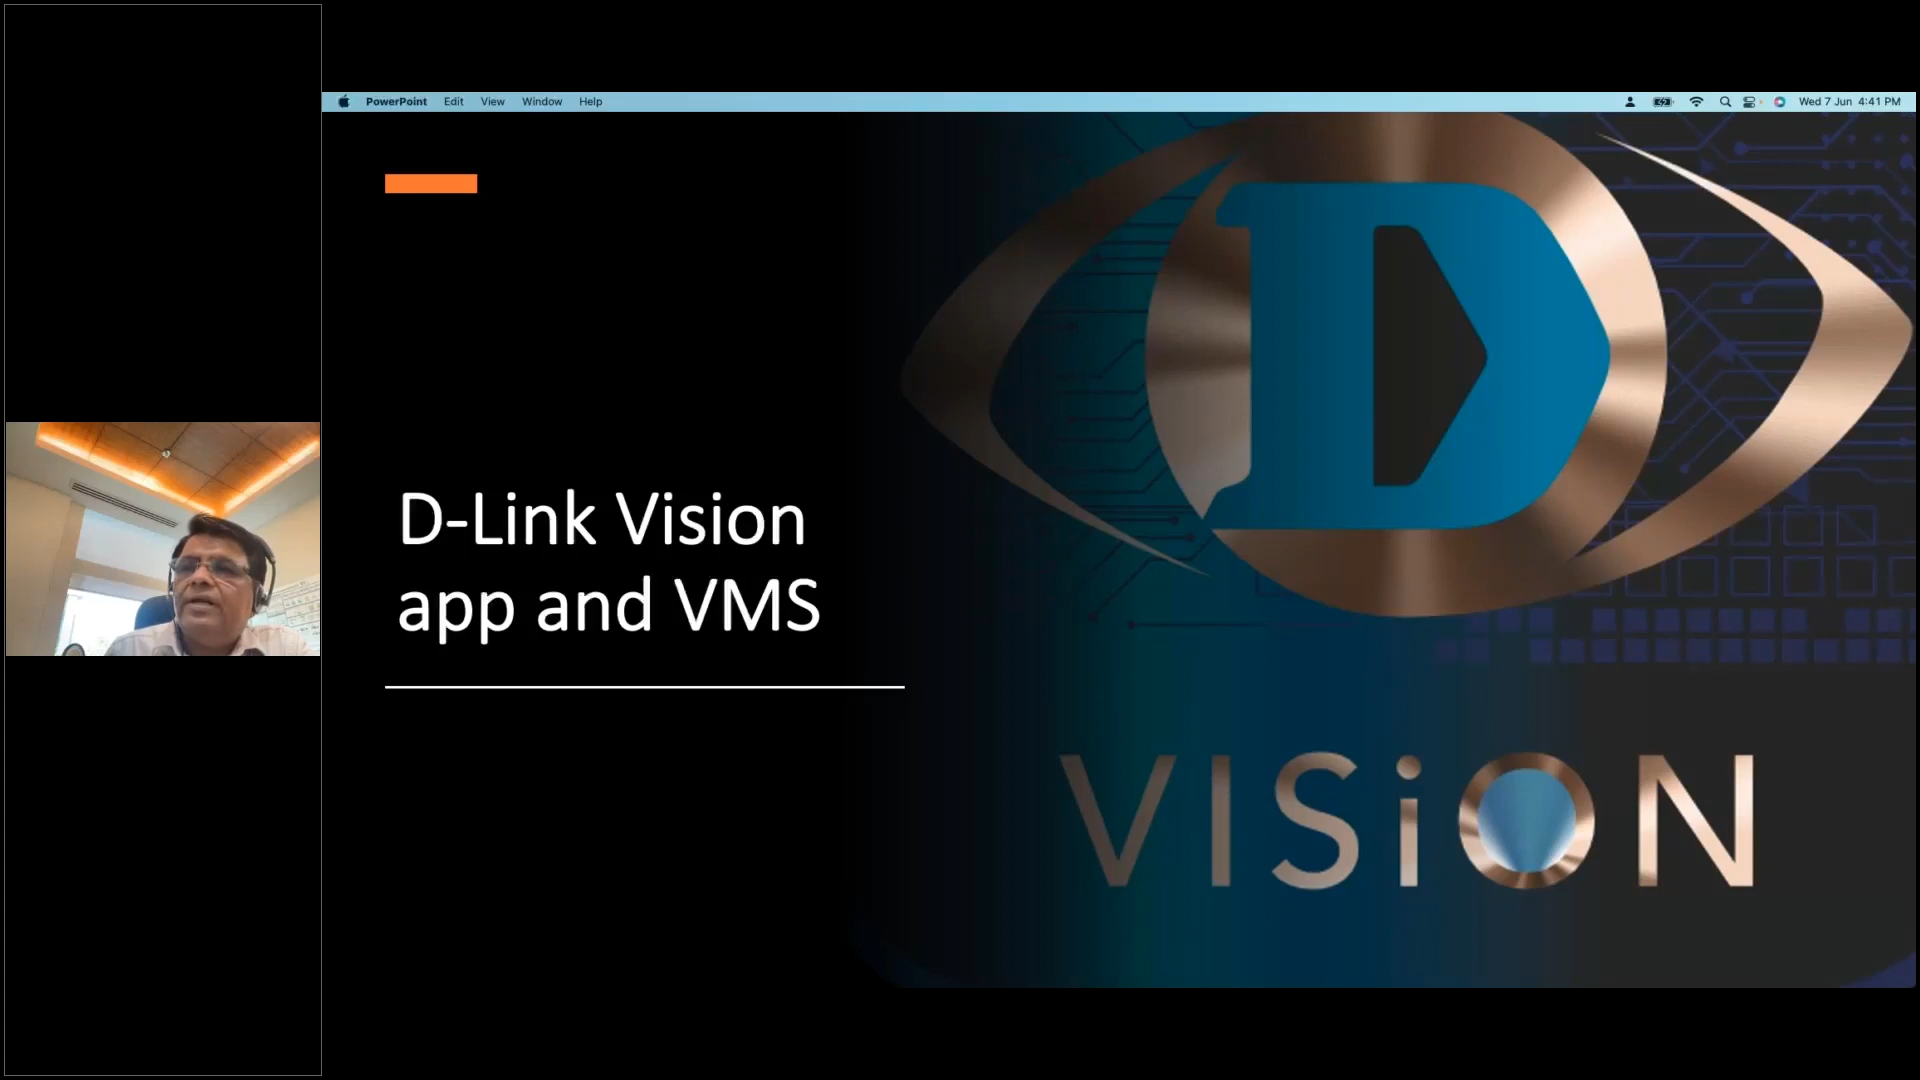 PowerPoint Edit View Window Help
Wed 7 Jun 4:41 PM
D-Link Vision
app and VMS
D
VISiON